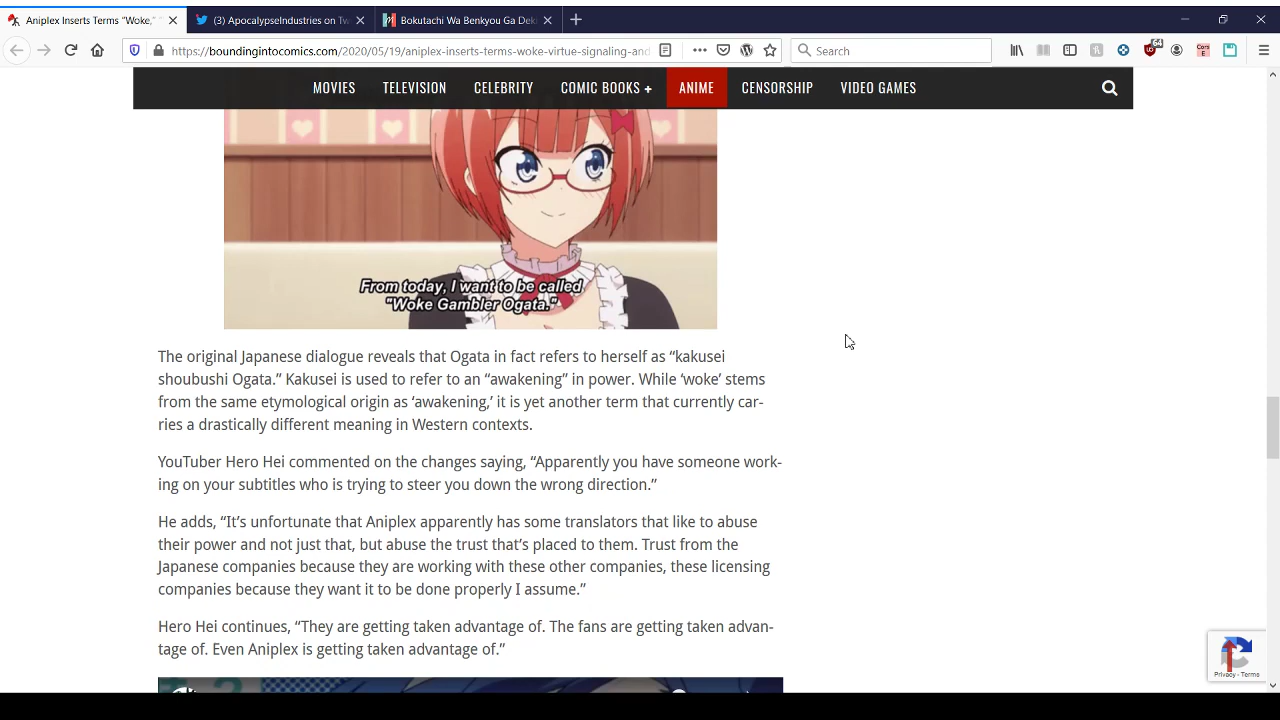 Aniplex Inserts Terms "Woke,"
(3) ApocalypseIndustries on Tw
Bokutachi Wa Benkyou Ga Deki
https://boundingintocomics.com/2020/05/19/aniplex-inserts-terms-woke-virtue-signaling-and
Search
64
MOVIES
TELEVISION
CELEBRITY
COMIC BOOKS +
ANIME
CENSORSHIP
VIDEO GAMES
From today, I want to be called
"Woke Gambler Ogata."
The original Japanese dialogue reveals that Ogata in fact refers to herself as “kakusei
shoubushi Ogata.” Kakusei is used to refer to an “awakening” in power. While ‘woke’ stems
from the same etymological origin as ‘awakening,’ it is yet another term that currently car-
ries a drastically different meaning in Western contexts.
YouTuber Hero Hei commented on the changes saying, “Apparently you have someone work-
ing on your subtitles who is trying to steer you down the wrong direction.”
He adds, “It’s unfortunate that Aniplex apparently has some translators that like to abuse
their power and not just that, but abuse the trust that’s placed to them. Trust from the
Japanese companies because they are working with these other companies, these licensing
companies because they want it to be done properly I assume.”
Hero Hei continues, “They are getting taken advantage of. The fans are getting taken advan-
tage of. Even Aniplex is getting taken advantage of.”
Privacy - Terms